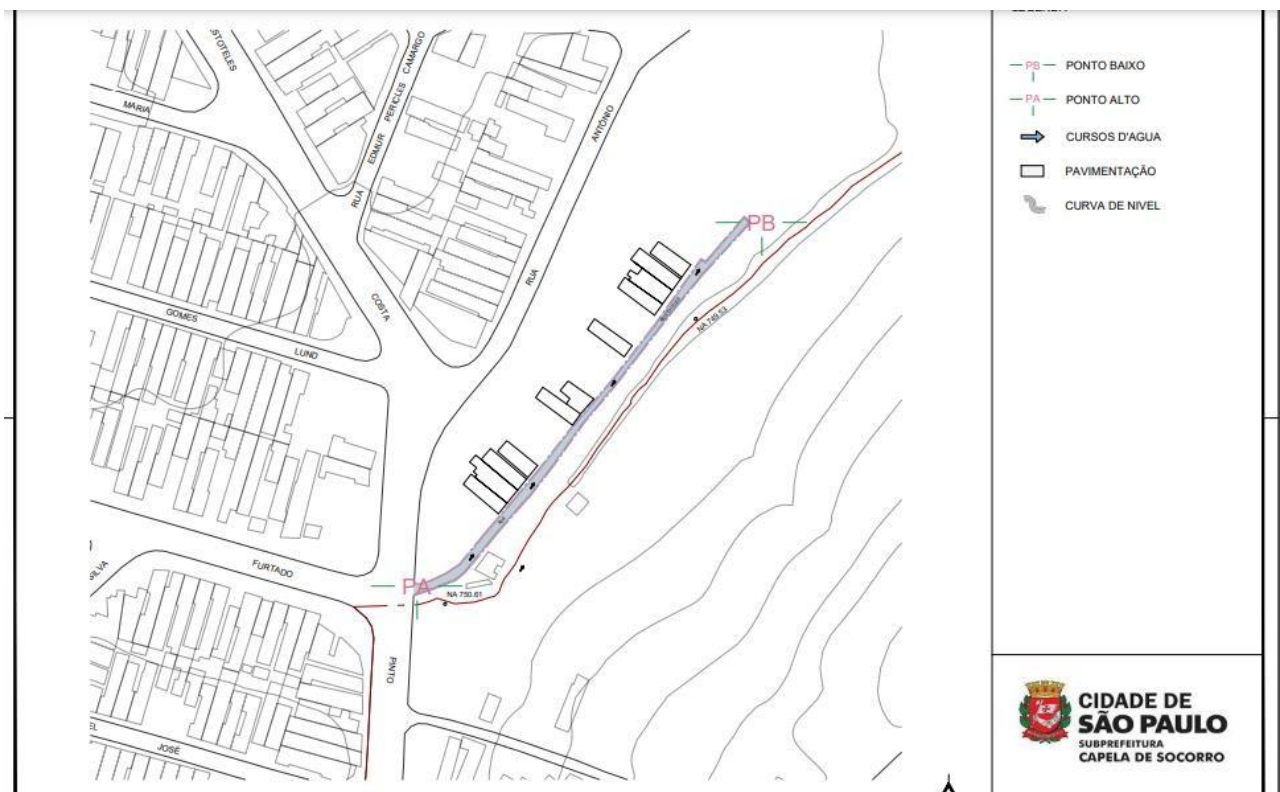 STOTELES
MARIA
RUA EDMUR PERICLES CAMARGO
RUA ANTÔNIO
COSTA
GOMES LUND
PB
NA 749.53
FURTADO
SILVA
PA
NA 750.61
PINTO
JOSÉ
PB PONTO BAIXO
PA PONTO ALTO
CURSOS D'AGUA
PAVIMENTAÇÃO
CURVA DE NIVEL
CIDADE DE
SÃO PAULO
SUBPREFEITURA
CAPELA DE SOCORRO